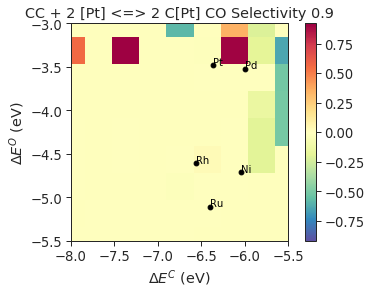 CC + 2 [Pt] <=> 2 C[Pt] CO Selectivity 0.9
−3.0
−3.5
−4.0
−4.5
−5.0
−5.5
ΔE^O (eV)
Pt
Pd
Rh
Ni
Ru
−8.0 −7.5 −7.0 −6.5 −6.0 −5.5
ΔE^C (eV)
0.75
0.50
0.25
0.00
−0.25
−0.50
−0.75